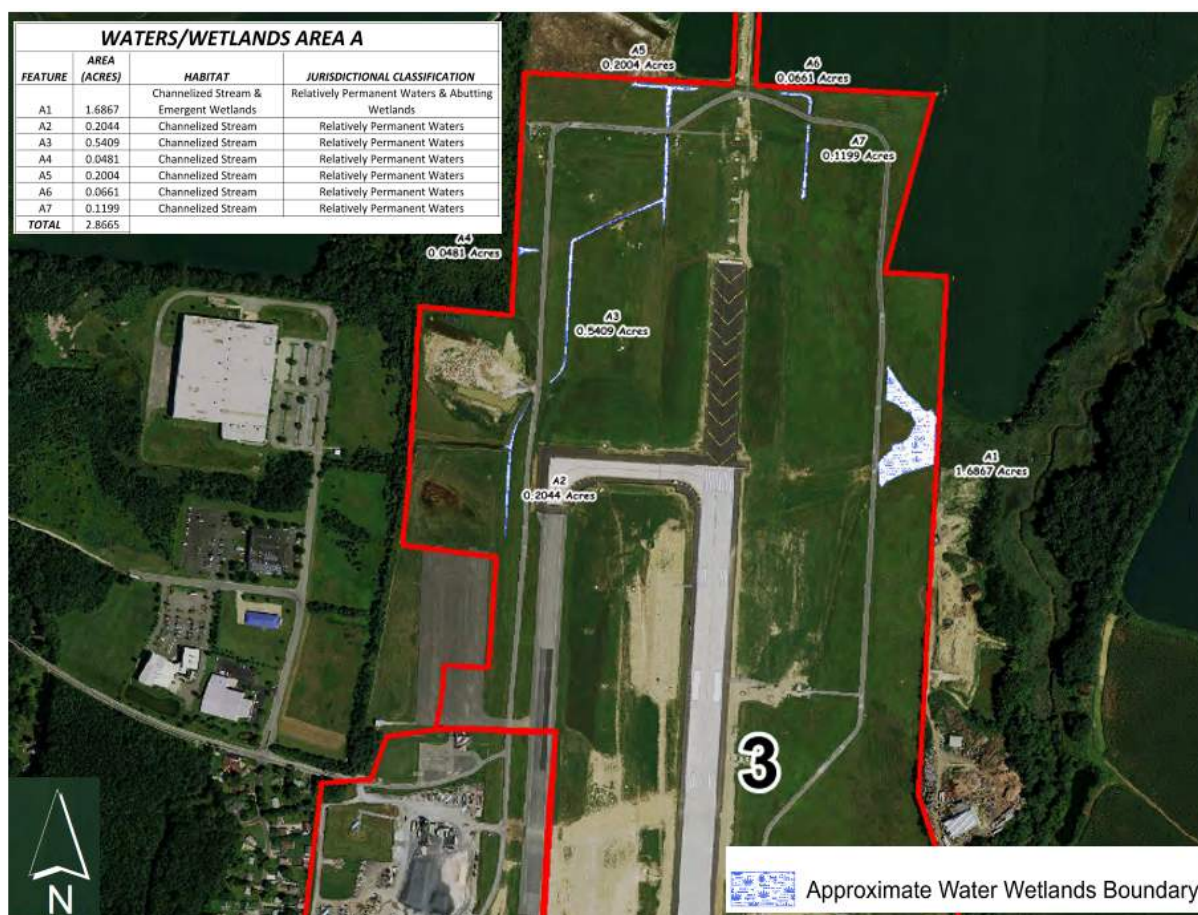 WATERS/WETLANDS AREA A
FEATURE AREA (ACRES) HABITAT JURISDICTIONAL CLASSIFICATION
A1 1.6867 Channelized Stream & Emergent Wetlands Relatively Permanent Waters & Abutting Wetlands
A2 0.2044 Channelized Stream Relatively Permanent Waters
A3 0.5409 Channelized Stream Relatively Permanent Waters
A4 0.0481 Channelized Stream Relatively Permanent Waters
A5 0.2004 Channelized Stream Relatively Permanent Waters
A6 0.0661 Channelized Stream Relatively Permanent Waters
A7 0.1199 Channelized Stream Relatively Permanent Waters
TOTAL 2.8665
A5
0.2004 Acres
A6
0.0661 Acres
A7
0.1199 Acres
A4
0.0481 Acres
A3
0.5409 Acres
A1
1.6867 Acres
A2
0.2044 Acres
3
N
Approximate Water Wetlands Boundary